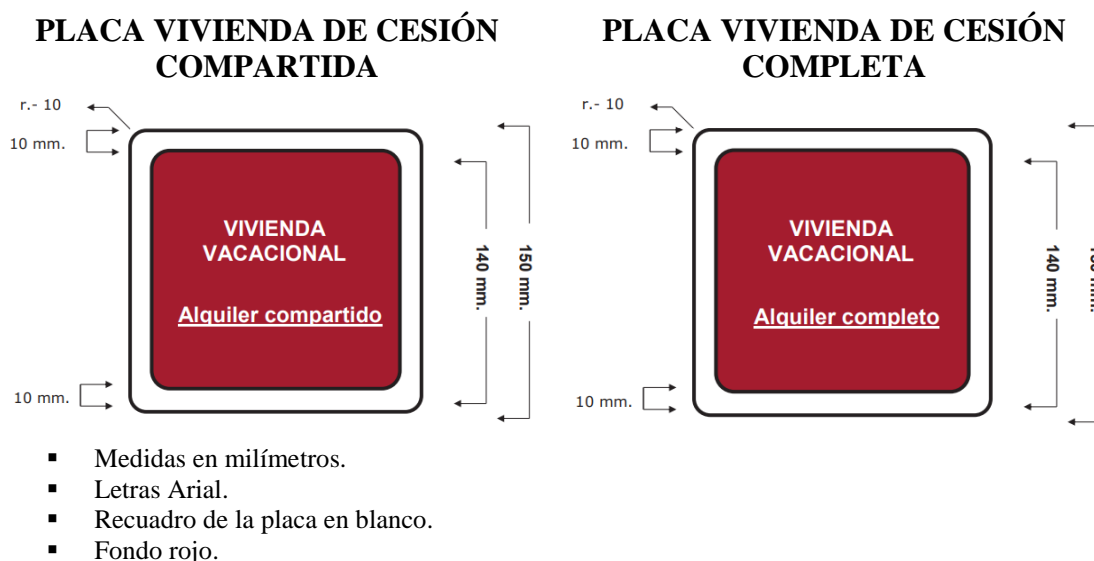 PLACA VIVIENDA DE CESIÓN
COMPARTIDA
r.- 10
10 mm.
VIVIENDA
VACACIONAL
Alquiler compartido
140 mm.
150 mm.
10 mm.
PLACA VIVIENDA DE CESIÓN
COMPLETA
r.- 10
10 mm.
VIVIENDA
VACACIONAL
Alquiler completo
140 mm.
10 mm.
▪ Medidas en milímetros.
▪ Letras Arial.
▪ Recuadro de la placa en blanco.
▪ Fondo rojo.